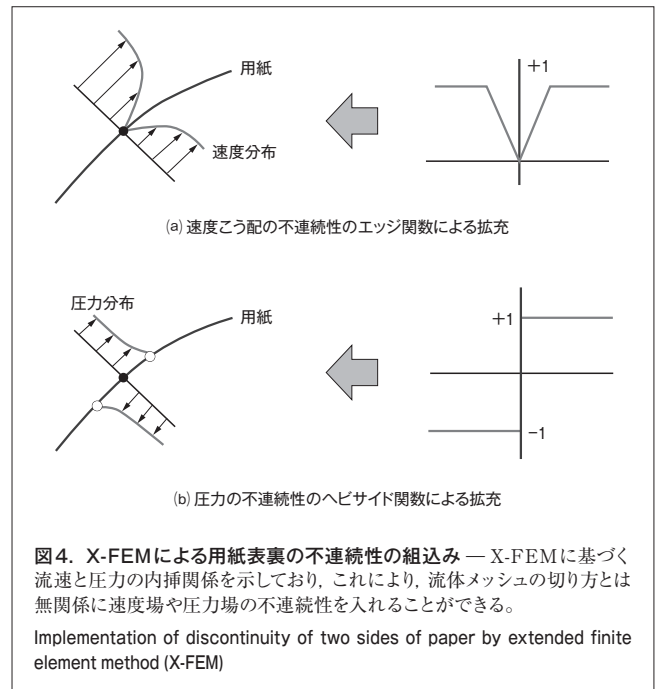 用紙
速度分布
+1
(a) 速度こう配の不連続性のエッジ関数による拡充
圧力分布
用紙
+1
−1
(b) 圧力の不連続性のヘビサイド関数による拡充
図4. X-FEMによる用紙表裏の不連続性の組込み — X-FEMに基づく
流速と圧力の内挿関係を示しており, これにより, 流体メッシュの切り方とは
無関係に速度場や圧力場の不連続性を入れることができる。
Implementation of discontinuity of two sides of paper by extended finite
element method (X-FEM)